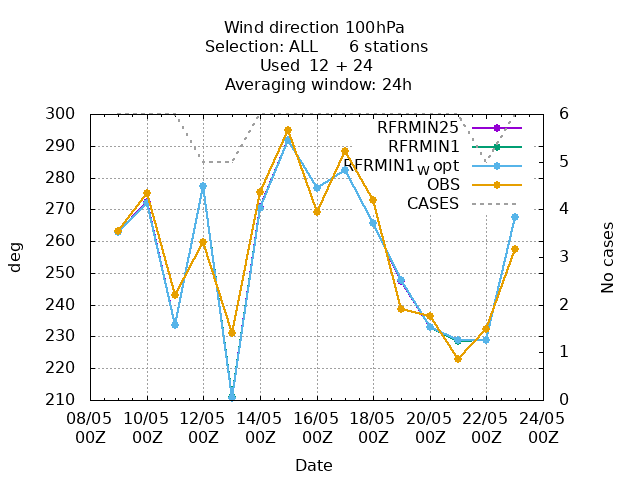 Wind direction 100hPa
Selection: ALL      6 stations
Used  12 + 24
Averaging window: 24h
300
290
280
270
260
250
240
230
220
210
deg
RFRMIN25
RFRMIN1
RFRMIN1w opt
OBS
CASES
6
5
4
3
2
1
0
No cases
08/05 10/05 12/05 14/05 16/05 18/05 20/05 22/05 24/05
00Z 00Z 00Z 00Z 00Z 00Z 00Z 00Z 00Z
Date